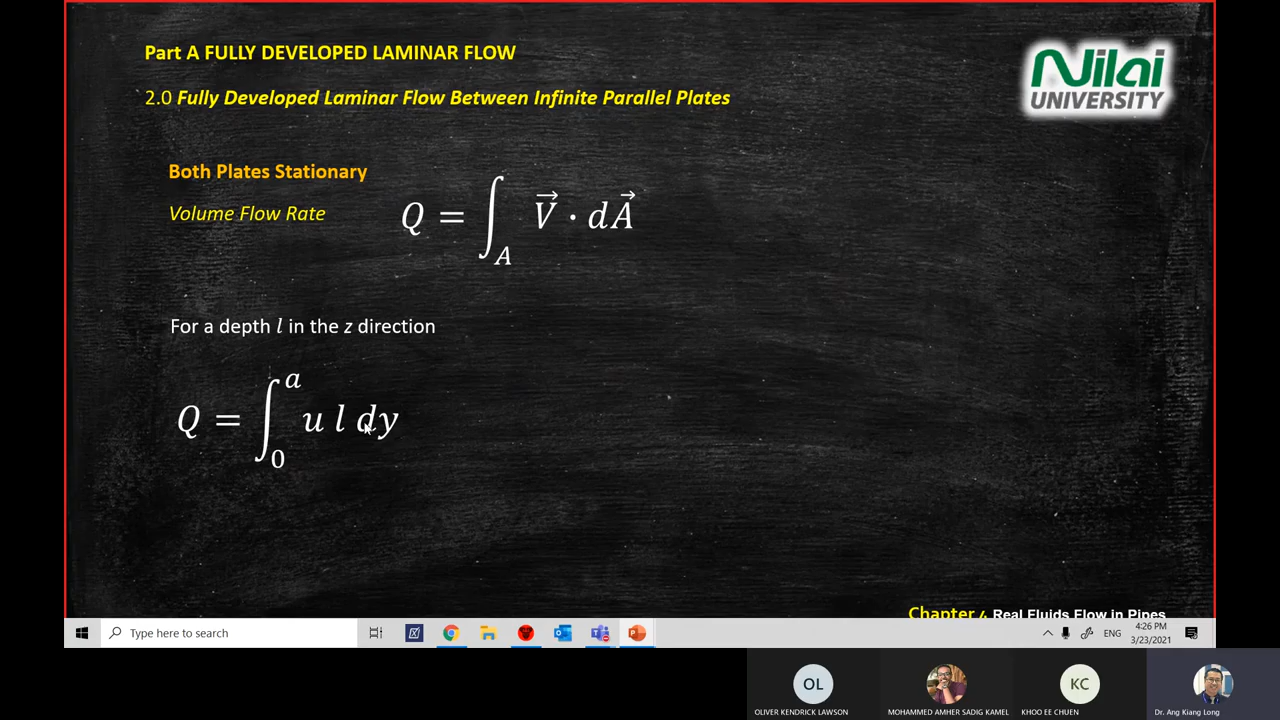 Part A FULLY DEVELOPED LAMINAR FLOW
Nilai
UNIVERSITY
2.0 Fully Developed Laminar Flow Between Infinite Parallel Plates
Both Plates Stationary
Volume Flow Rate
Q = ∫_A V⃗ · dA⃗
For a depth l in the z direction
Q = ∫_0^a u l dy
Chapter 4 Real Fluids Flow in Pipes
Type here to search
ENG
4:26 PM
3/23/2021
OL
KC
OLIVER KENDRICK LAWSON
MOHAMMED AMHER SADIG KAMEL
KHOO EE CHUEN
Dr. Ang Kiang Long